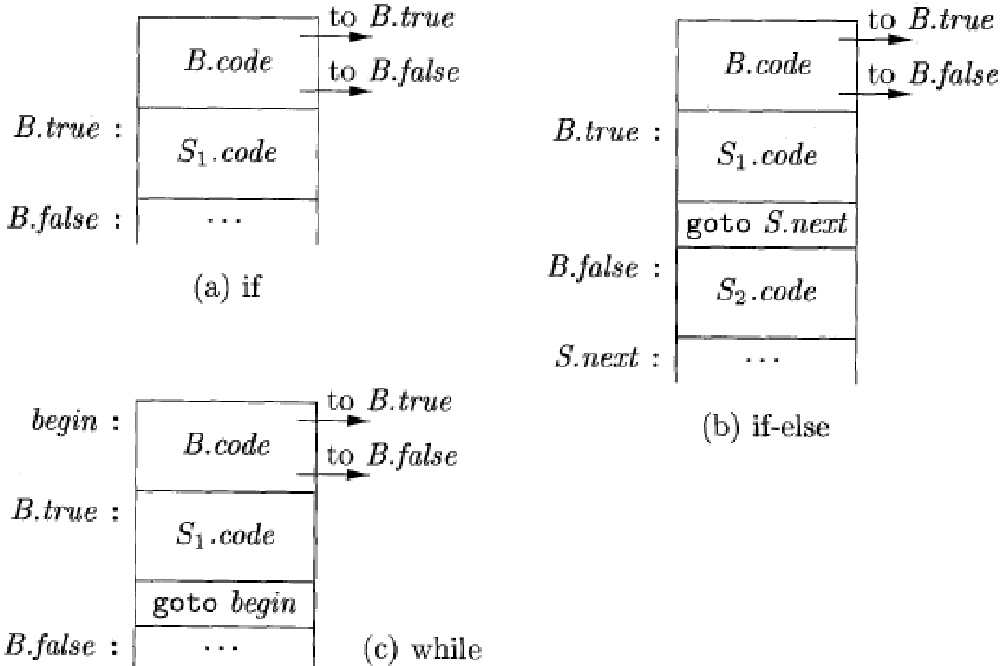 to B.true
B.code
to B.false
B.true :
S₁.code
B.false :
...
(a) if
to B.true
B.code
to B.false
B.true :
S₁.code
goto S.next
B.false :
S₂.code
S.next :
...
(b) if-else
begin :
to B.true
B.code
to B.false
B.true :
S₁.code
goto begin
B.false :
...
(c) while